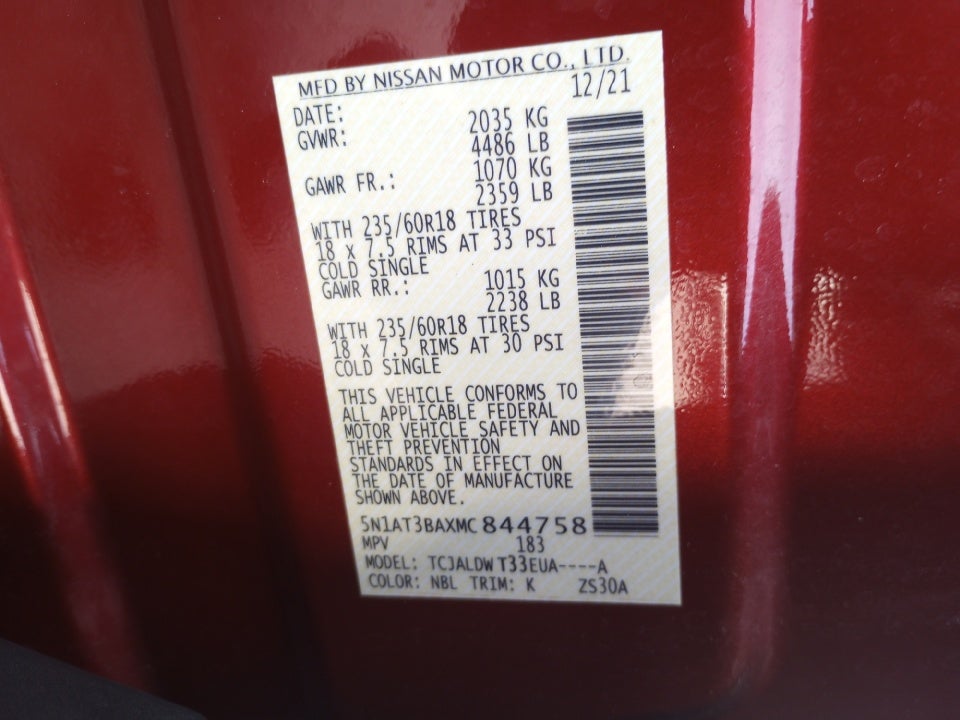 MFD BY NISSAN MOTOR CO., LTD.
DATE: 12/21
GVWR: 2035 KG
4486 LB
GAWR FR.: 1070 KG
2359 LB
WITH 235/60R18 TIRES
18 x 7.5 RIMS AT 33 PSI
COLD SINGLE
GAWR RR.: 1015 KG
2238 LB
WITH 235/60R18 TIRES
18 x 7.5 RIMS AT 30 PSI
COLD SINGLE
THIS VEHICLE CONFORMS TO
ALL APPLICABLE FEDERAL
MOTOR VEHICLE SAFETY AND
THEFT PREVENTION
STANDARDS IN EFFECT ON
THE DATE OF MANUFACTURE
SHOWN ABOVE.
5N1AT3BAXMC844758
MPV 183
MODEL: TCJALDW T33EUA----A
COLOR: NBL TRIM: K ZS30A